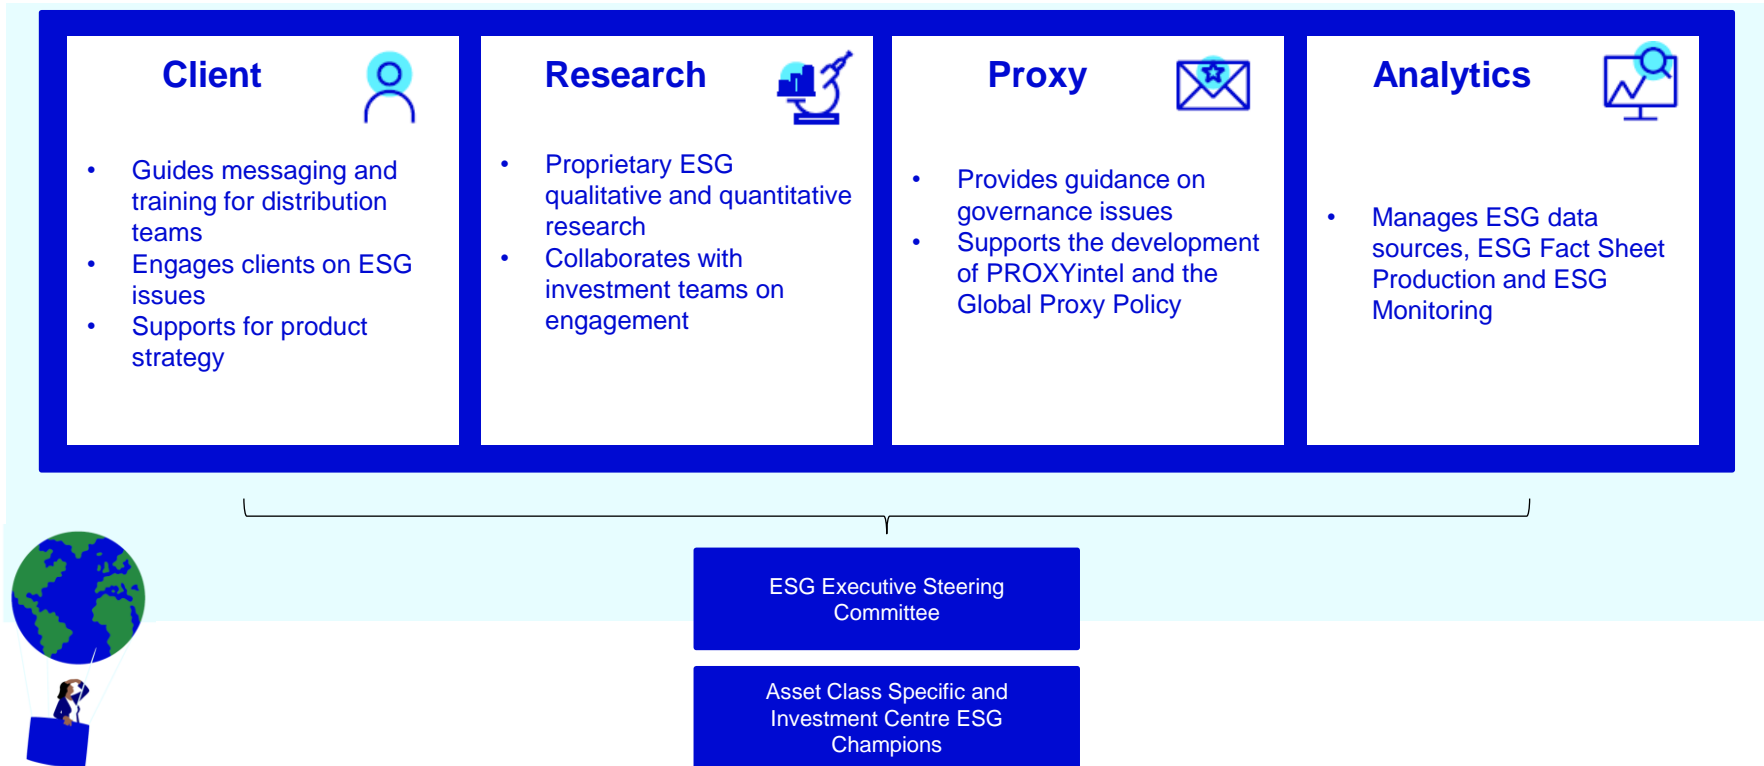 Client
• Guides messaging and
training for distribution
teams
• Engages clients on ESG
issues
• Supports for product
strategy
Research
• Proprietary ESG
qualitative and quantitative
research
• Collaborates with
investment teams on
engagement
Proxy
• Provides guidance on
governance issues
• Supports the development
of PROXYintel and the
Global Proxy Policy
Analytics
• Manages ESG data
sources, ESG Fact Sheet
Production and ESG
Monitoring
ESG Executive Steering
Committee
Asset Class Specific and
Investment Centre ESG
Champions